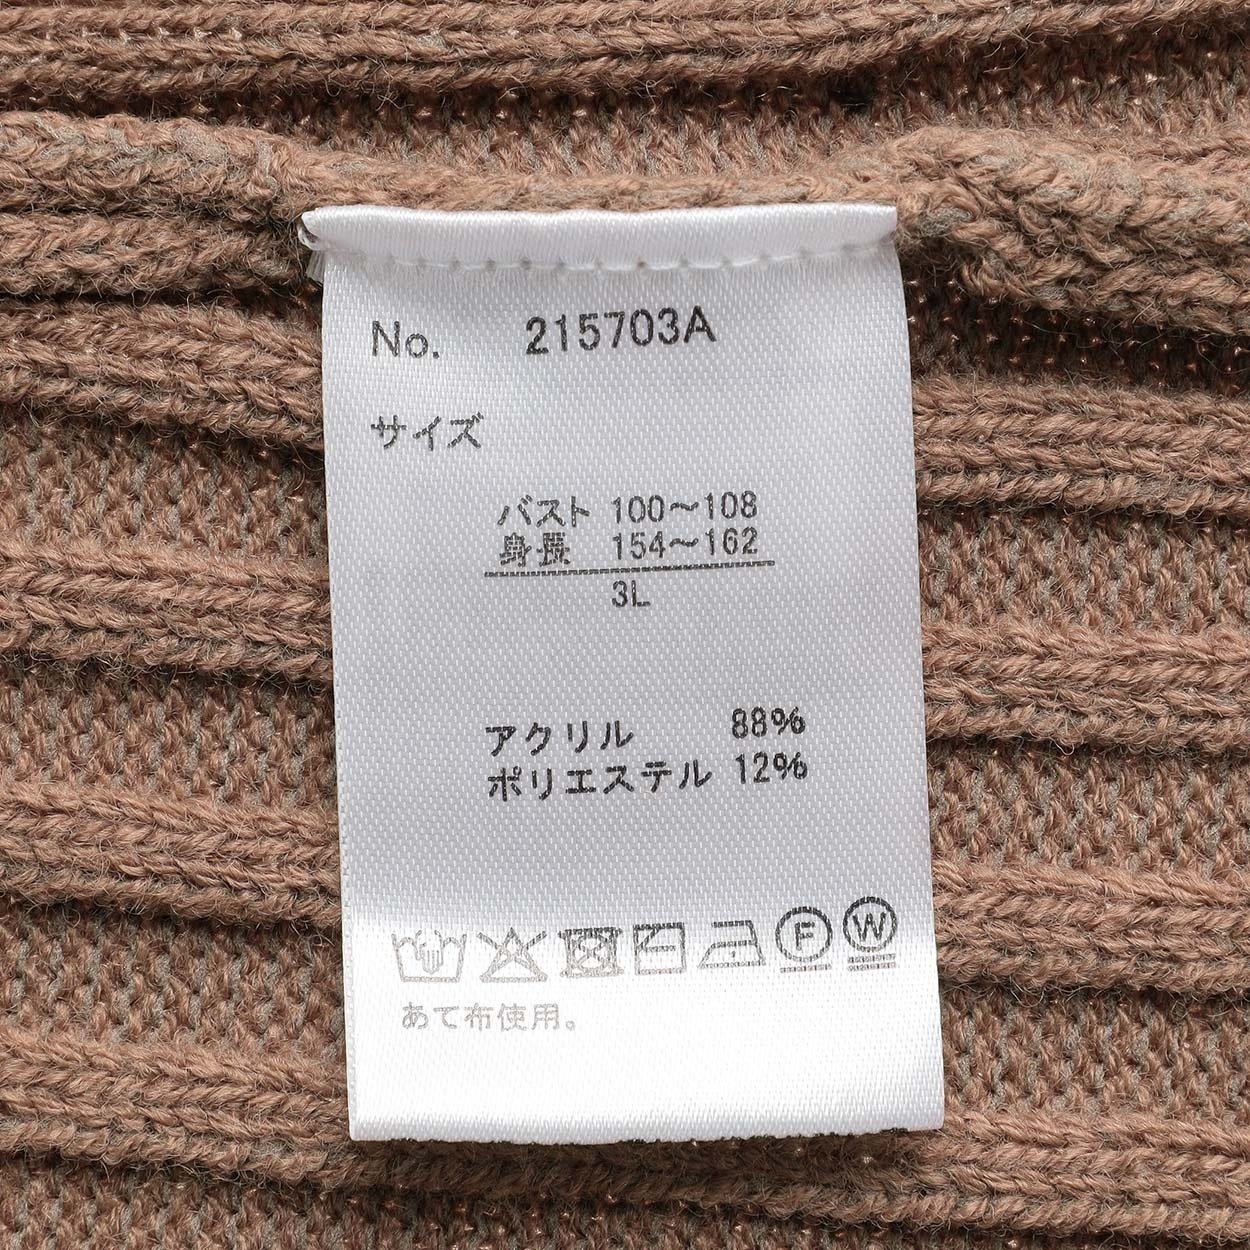 No. 215703A
サイズ
バスト 100～108
身長 154～162
3L
アクリル 88%
ポリエステル 12%
F W
あて布使用。